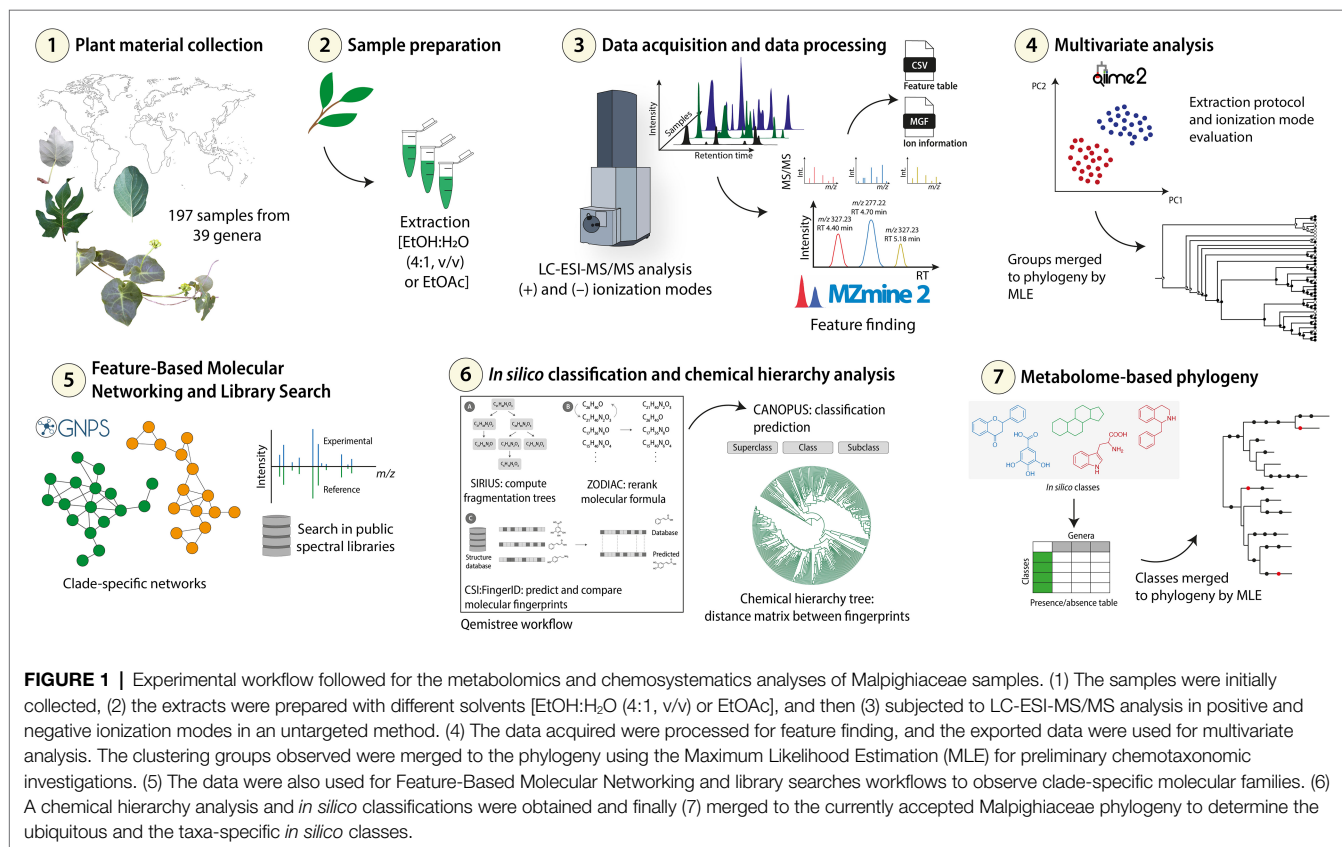 1 Plant material collection
197 samples from
39 genera
2 Sample preparation
Extraction
[EtOH:H₂O
(4:1, v/v)
or EtOAc]
3 Data acquisition and data processing
Intensity
Samples
Retention time
LC-ESI-MS/MS analysis
(+) and (–) ionization modes
CSV
Feature table
MGF
Ion information
MS/MS
Int.
m/z
Int.
m/z
Int.
m/z
Intensity
m/z 327.23
RT 4.40 min
m/z 277.22
RT 4.70 min
m/z 327.23
RT 5.18 min
RT
MZmine 2
Feature finding
4 Multivariate analysis
qiime2
PC2
PC1
Extraction protocol
and ionization mode
evaluation
Groups merged
to phylogeny by
MLE
5 Feature-Based Molecular
Networking and Library Search
GNPS
Clade-specific networks
Intensity
Experimental
m/z
Reference
Search in public
spectral libraries
6 In silico classification and chemical hierarchy analysis
A
SIRIUS: compute
fragmentation trees
B
ZODIAC: rerank
molecular formula
C
Structure
database
Database
Predicted
CSI:FingerID: predict and compare
molecular fingerprints
Qemistree workflow
CANOPUS: classification
prediction
Superclass Class Subclass
Chemical hierarchy tree:
distance matrix between fingerprints
7 Metabolome-based phylogeny
O
O
HO O
HO OH
OH
COOH
NH₂
N
H
NH
In silico classes
Genera
Classes
Presence/absence table
Classes merged
to phylogeny by MLE
FIGURE 1 | Experimental workflow followed for the metabolomics and chemosystematics analyses of Malpighiaceae samples. (1) The samples were initially
collected, (2) the extracts were prepared with different solvents [EtOH:H₂O (4:1, v/v) or EtOAc], and then (3) subjected to LC-ESI-MS/MS analysis in positive and
negative ionization modes in an untargeted method. (4) The data acquired were processed for feature finding, and the exported data were used for multivariate
analysis. The clustering groups observed were merged to the phylogeny using the Maximum Likelihood Estimation (MLE) for preliminary chemotaxonomic
investigations. (5) The data were also used for Feature-Based Molecular Networking and library searches workflows to observe clade-specific molecular families. (6)
A chemical hierarchy analysis and in silico classifications were obtained and finally (7) merged to the currently accepted Malpighiaceae phylogeny to determine the
ubiquitous and the taxa-specific in silico classes.